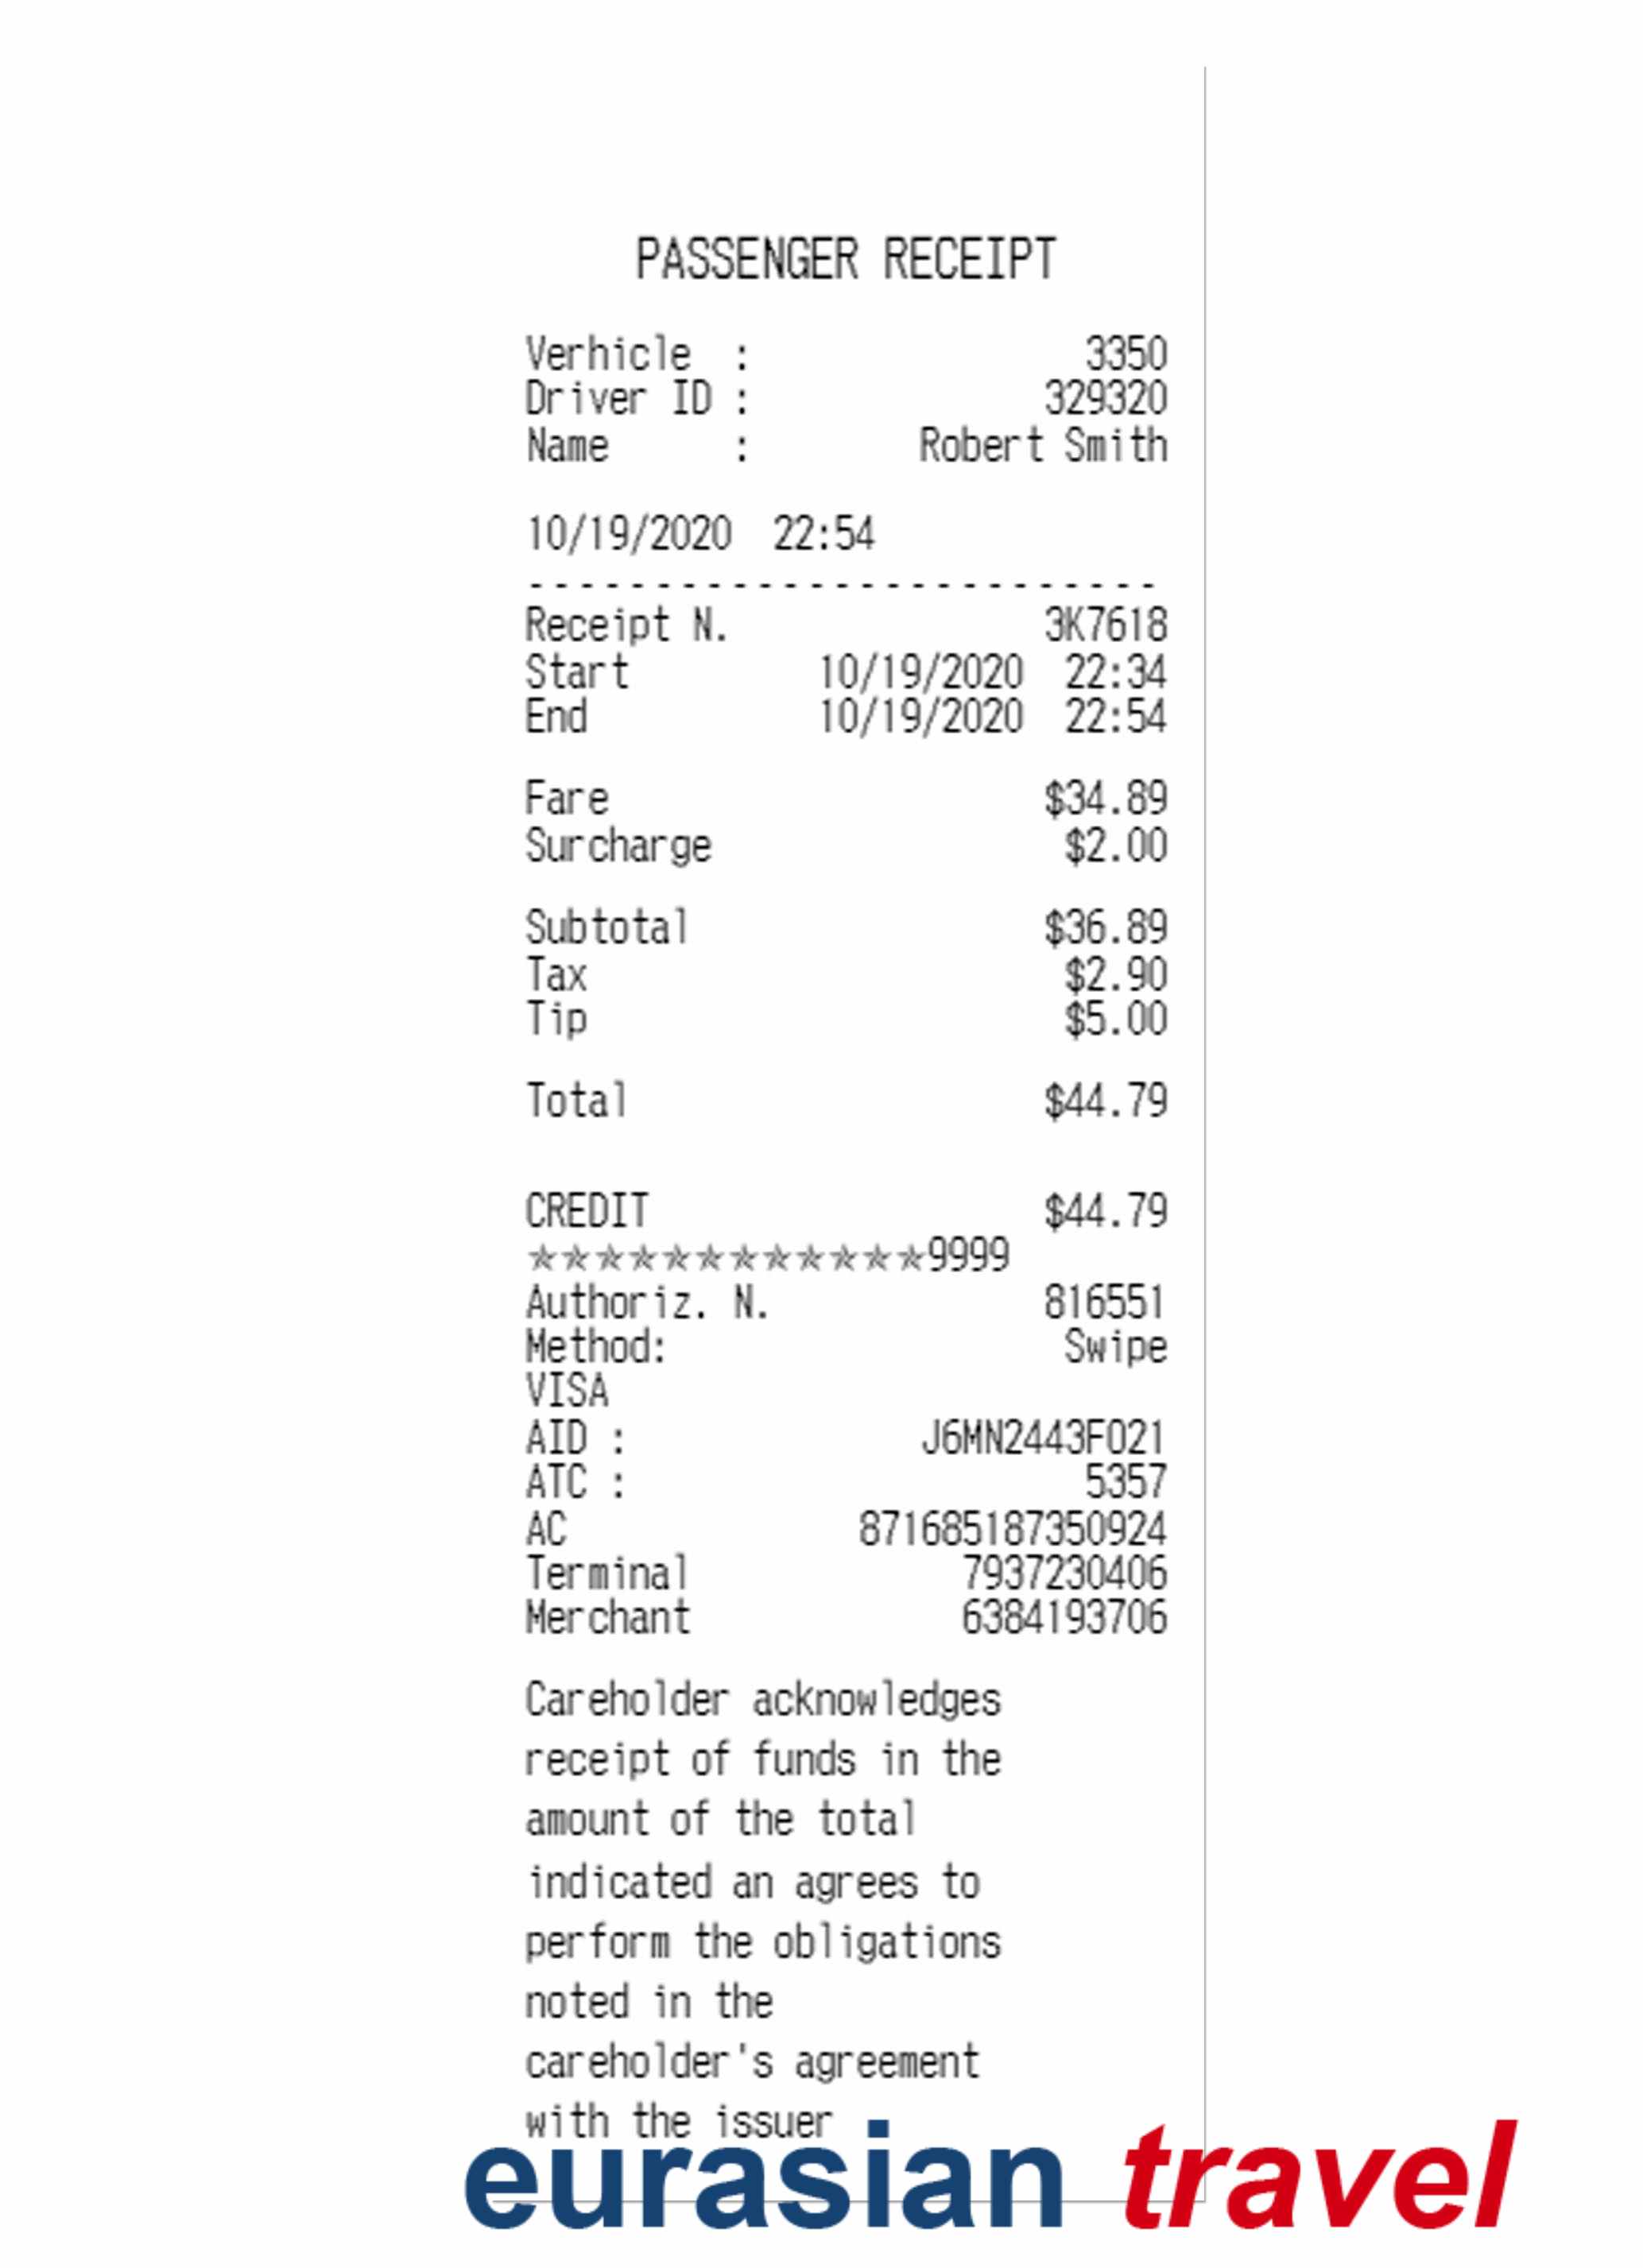 PASSENGER RECEIPT
Verhicle : 3350
Driver ID : 329320
Name : Robert Smith
10/19/2020 22:54
--------------------------
Receipt N. 3K7618
Start 10/19/2020 22:34
End 10/19/2020 22:54
Fare $34.89
Surcharge $2.00
Subtotal $36.89
Tax $2.90
Tip $5.00
Total $44.79
CREDIT $44.79
************9999
Authoriz. N. 816551
Method: Swipe
VISA
AID : J6MN2443F021
ATC : 5357
AC 871685187350924
Terminal 7937230406
Merchant 6384193706
Careholder acknowledges
receipt of funds in the
amount of the total
indicated an agrees to
perform the obligations
noted in the
careholder's agreement
with the issuer
eurasian travel